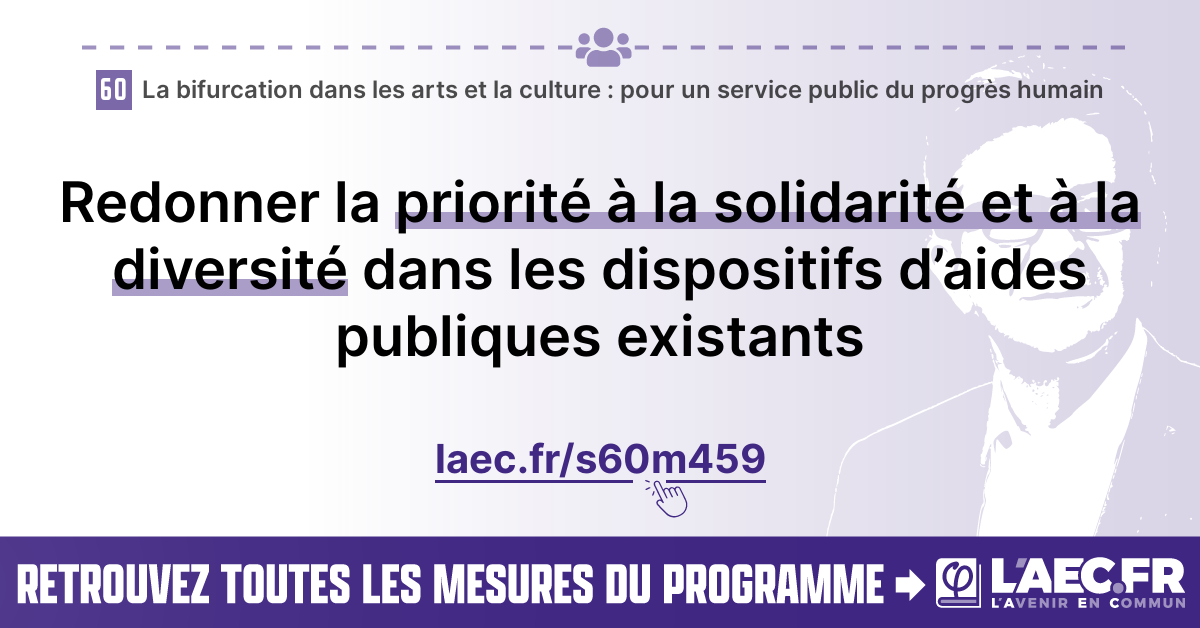 60 La bifurcation dans les arts et la culture : pour un service public du progrès humain
Redonner la priorité à la solidarité et à la
diversité dans les dispositifs d’aides
publiques existants
laec.fr/s60m459
RETROUVEZ TOUTES LES MESURES DU PROGRAMME
φ L'AEC.FR
L'AVENIR EN COMMUN